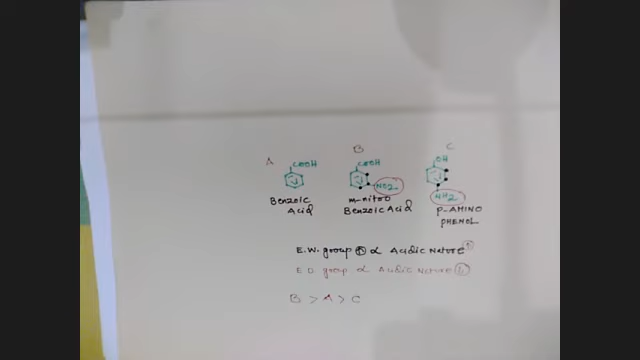 A B C
COOH COOH OH
NO2 NH2
Benzoic Acid
m-nitro Benzoic Acid
P-AMINO PHENOL
E.W. group ↑ α Acidic Nature ↑
E.D. group α Acidic Nature ↓
B > A > C